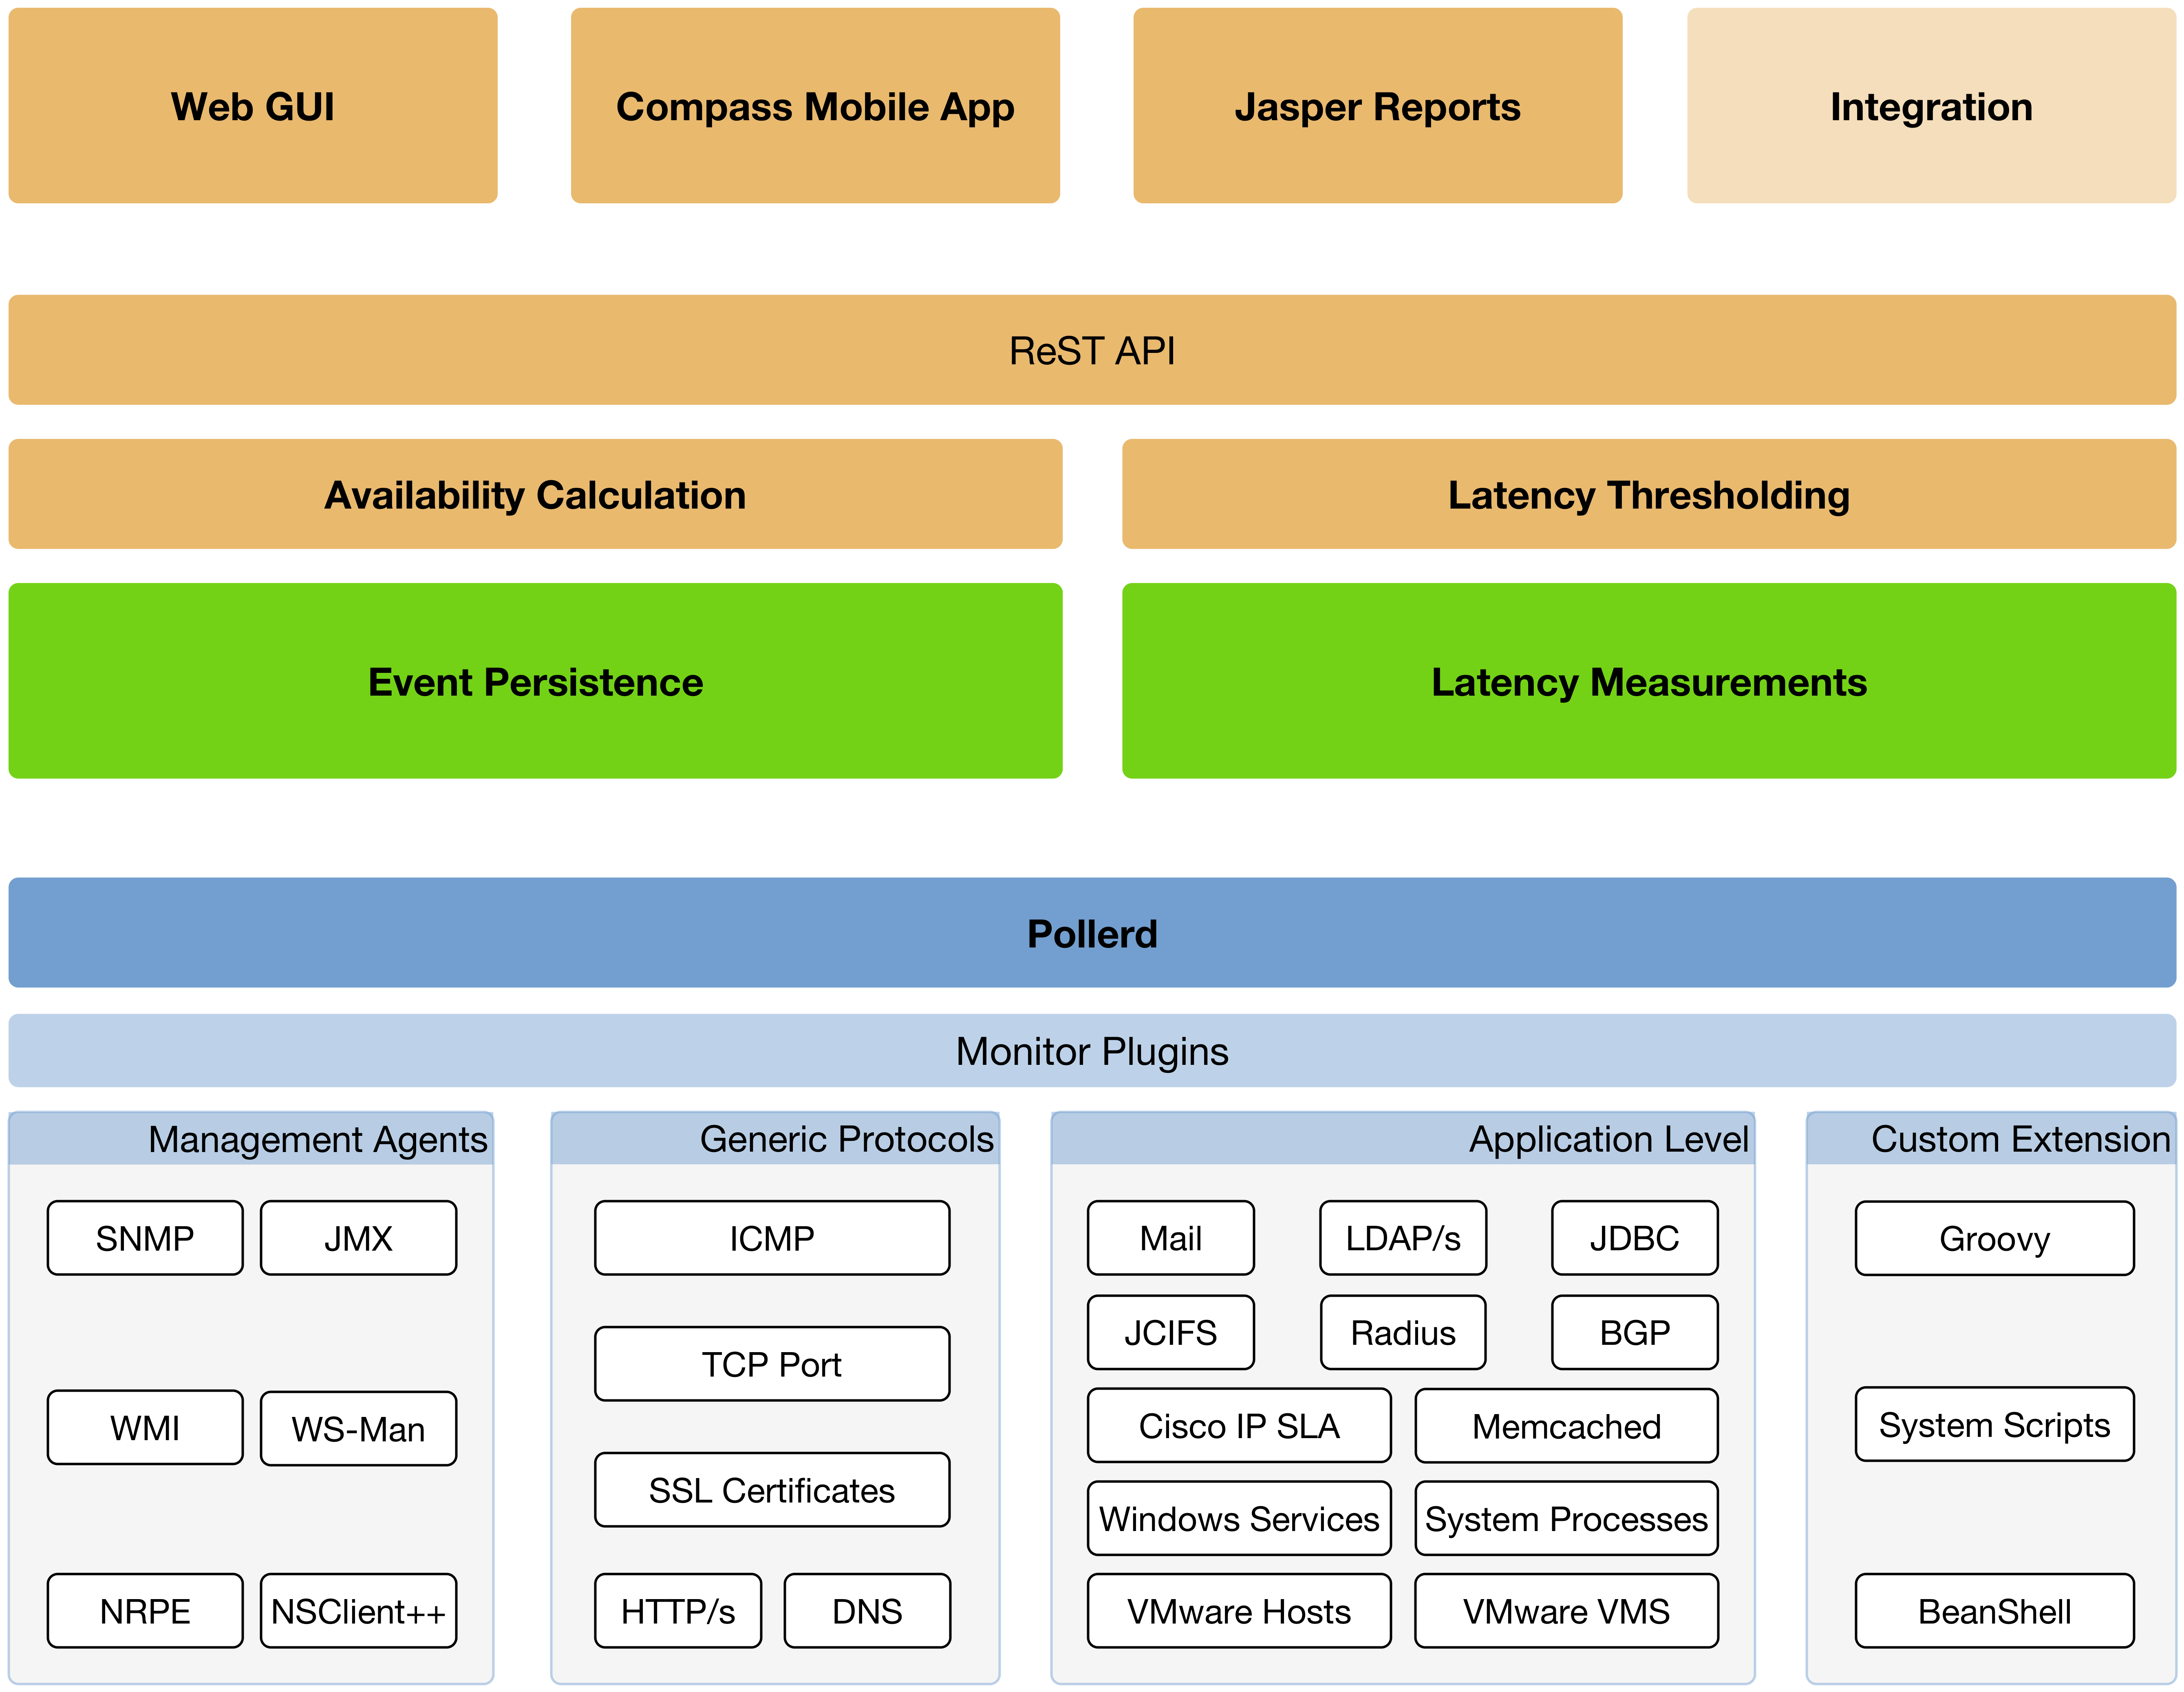 Web GUI
Compass Mobile App
Jasper Reports
Integration
ReST API
Availability Calculation
Latency Thresholding
Event Persistence
Latency Measurements
Pollerd
Monitor Plugins
Management Agents
SNMP
JMX
WMI
WS-Man
NRPE
NSClient++
Generic Protocols
ICMP
TCP Port
SSL Certificates
HTTP/s
DNS
Application Level
Mail
LDAP/s
JDBC
JCIFS
Radius
BGP
Cisco IP SLA
Memcached
Windows Services
System Processes
VMware Hosts
VMware VMS
Custom Extension
Groovy
System Scripts
BeanShell